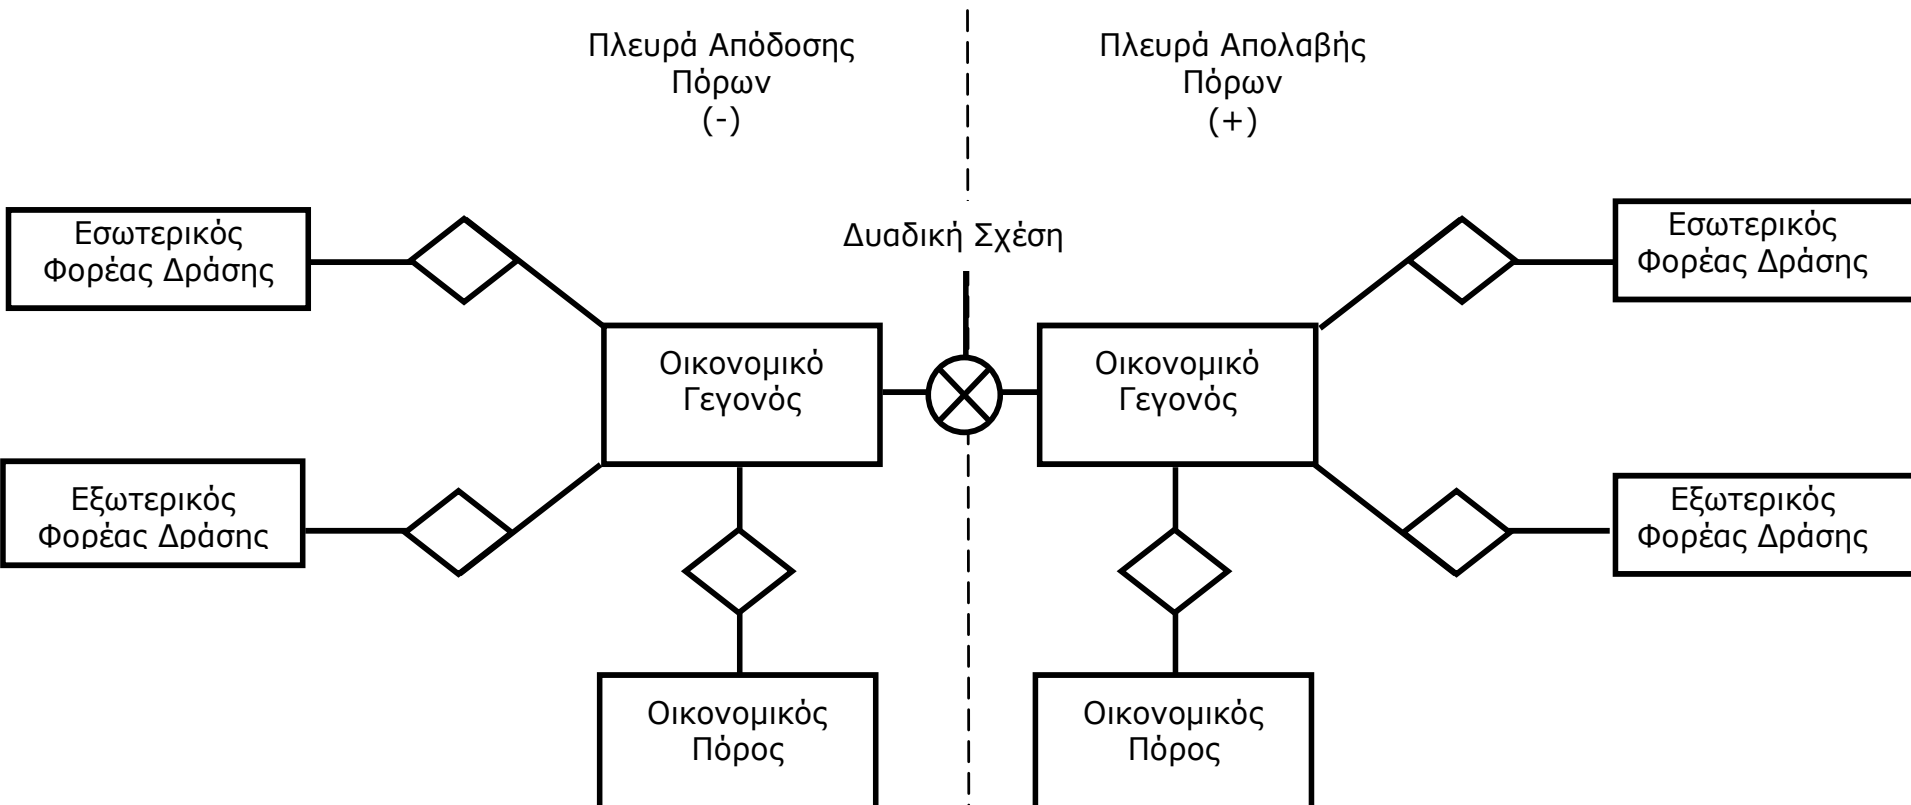 Πλευρά Απόδοσης
Πόρων
(-)
Πλευρά Απολαβής
Πόρων
(+)
Δυαδική Σχέση
Εσωτερικός
Φορέας Δράσης
Εσωτερικός
Φορέας Δράσης
Οικονομικό
Γεγονός
Οικονομικό
Γεγονός
Εξωτερικός
Φορέας Δράσης
Εξωτερικός
Φορέας Δράσης
Οικονομικός
Πόρος
Οικονομικός
Πόρος